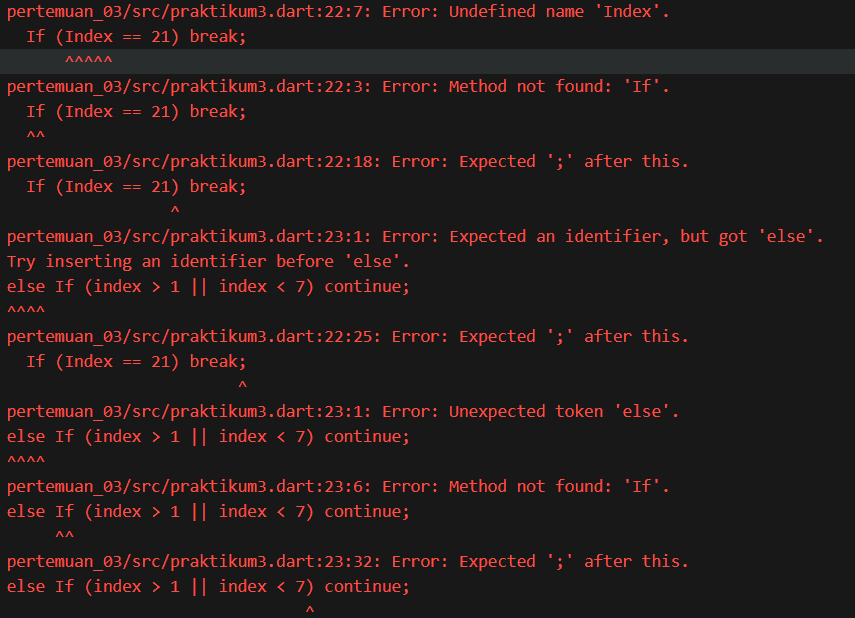 pertemuan_03/src/praktikum3.dart:22:7: Error: Undefined name 'Index'.
  If (Index == 21) break;
      ^^^^^
pertemuan_03/src/praktikum3.dart:22:3: Error: Method not found: 'If'.
  If (Index == 21) break;
  ^^
pertemuan_03/src/praktikum3.dart:22:18: Error: Expected ';' after this.
  If (Index == 21) break;
                 ^
pertemuan_03/src/praktikum3.dart:23:1: Error: Expected an identifier, but got 'else'.
Try inserting an identifier before 'else'.
else If (index > 1 || index < 7) continue;
^^^^
pertemuan_03/src/praktikum3.dart:22:25: Error: Expected ';' after this.
  If (Index == 21) break;
                        ^
pertemuan_03/src/praktikum3.dart:23:1: Error: Unexpected token 'else'.
else If (index > 1 || index < 7) continue;
^^^^
pertemuan_03/src/praktikum3.dart:23:6: Error: Method not found: 'If'.
else If (index > 1 || index < 7) continue;
     ^^
pertemuan_03/src/praktikum3.dart:23:32: Error: Expected ';' after this.
else If (index > 1 || index < 7) continue;
                               ^